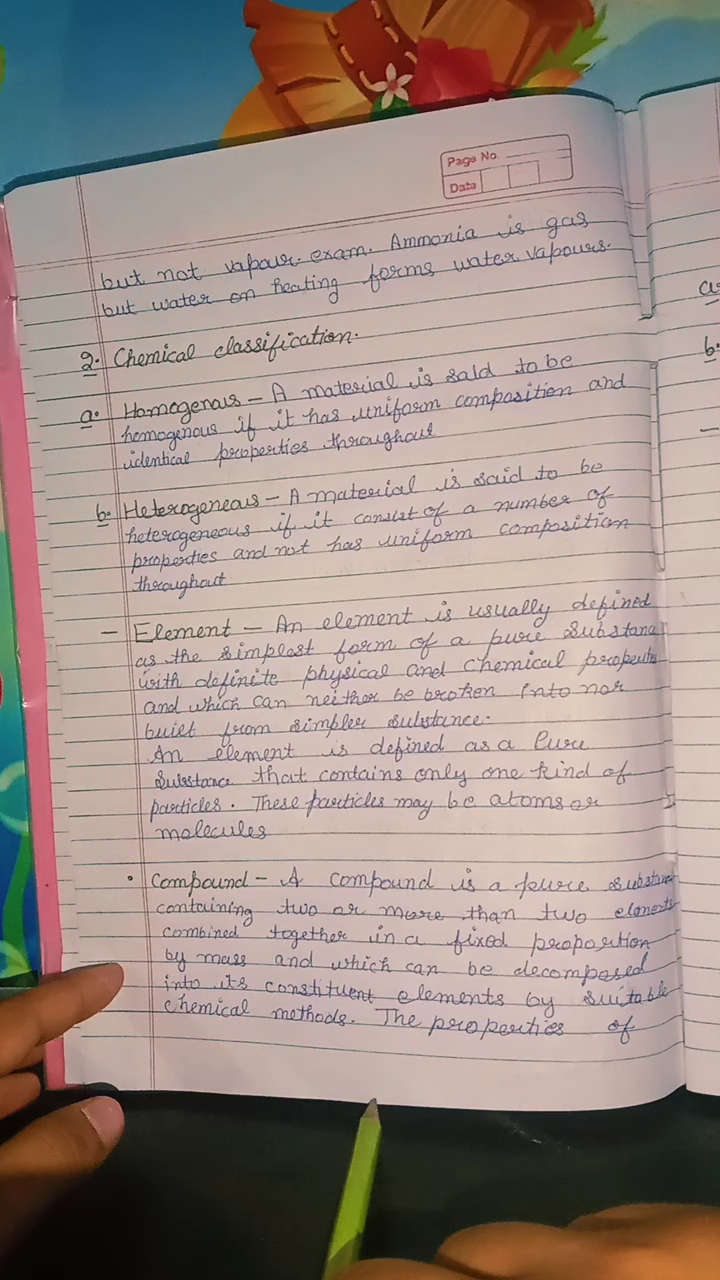 Page No.
Date
but not vapour. exam. Ammonia is gas
but water on heating forms water vapours.
2. Chemical classification.
a. Homogenous - A material is said to be
homogenous if it has uniform composition and
identical properties throughout
b. Heterogeneous - A material is said to be
heterogeneous if it consist of a number of
properties and not has uniform composition
throughout
- Element - An element is usually defined
as the simplest form of a pure substanc
with definite physical and chemical properti
and which can neither be broken into nor
buiet from simpler substance.
An element is defined as a Pure
substance that contains only one kind of
particles. These particles may be atoms or
molecules
• Compound - A compound is a pure substanc
containing two or more than two elements
combined together in a fixed proportion
by mass and which can be decomposed
into its constituent elements by suitable
chemical methods. The properties of
a.
b.